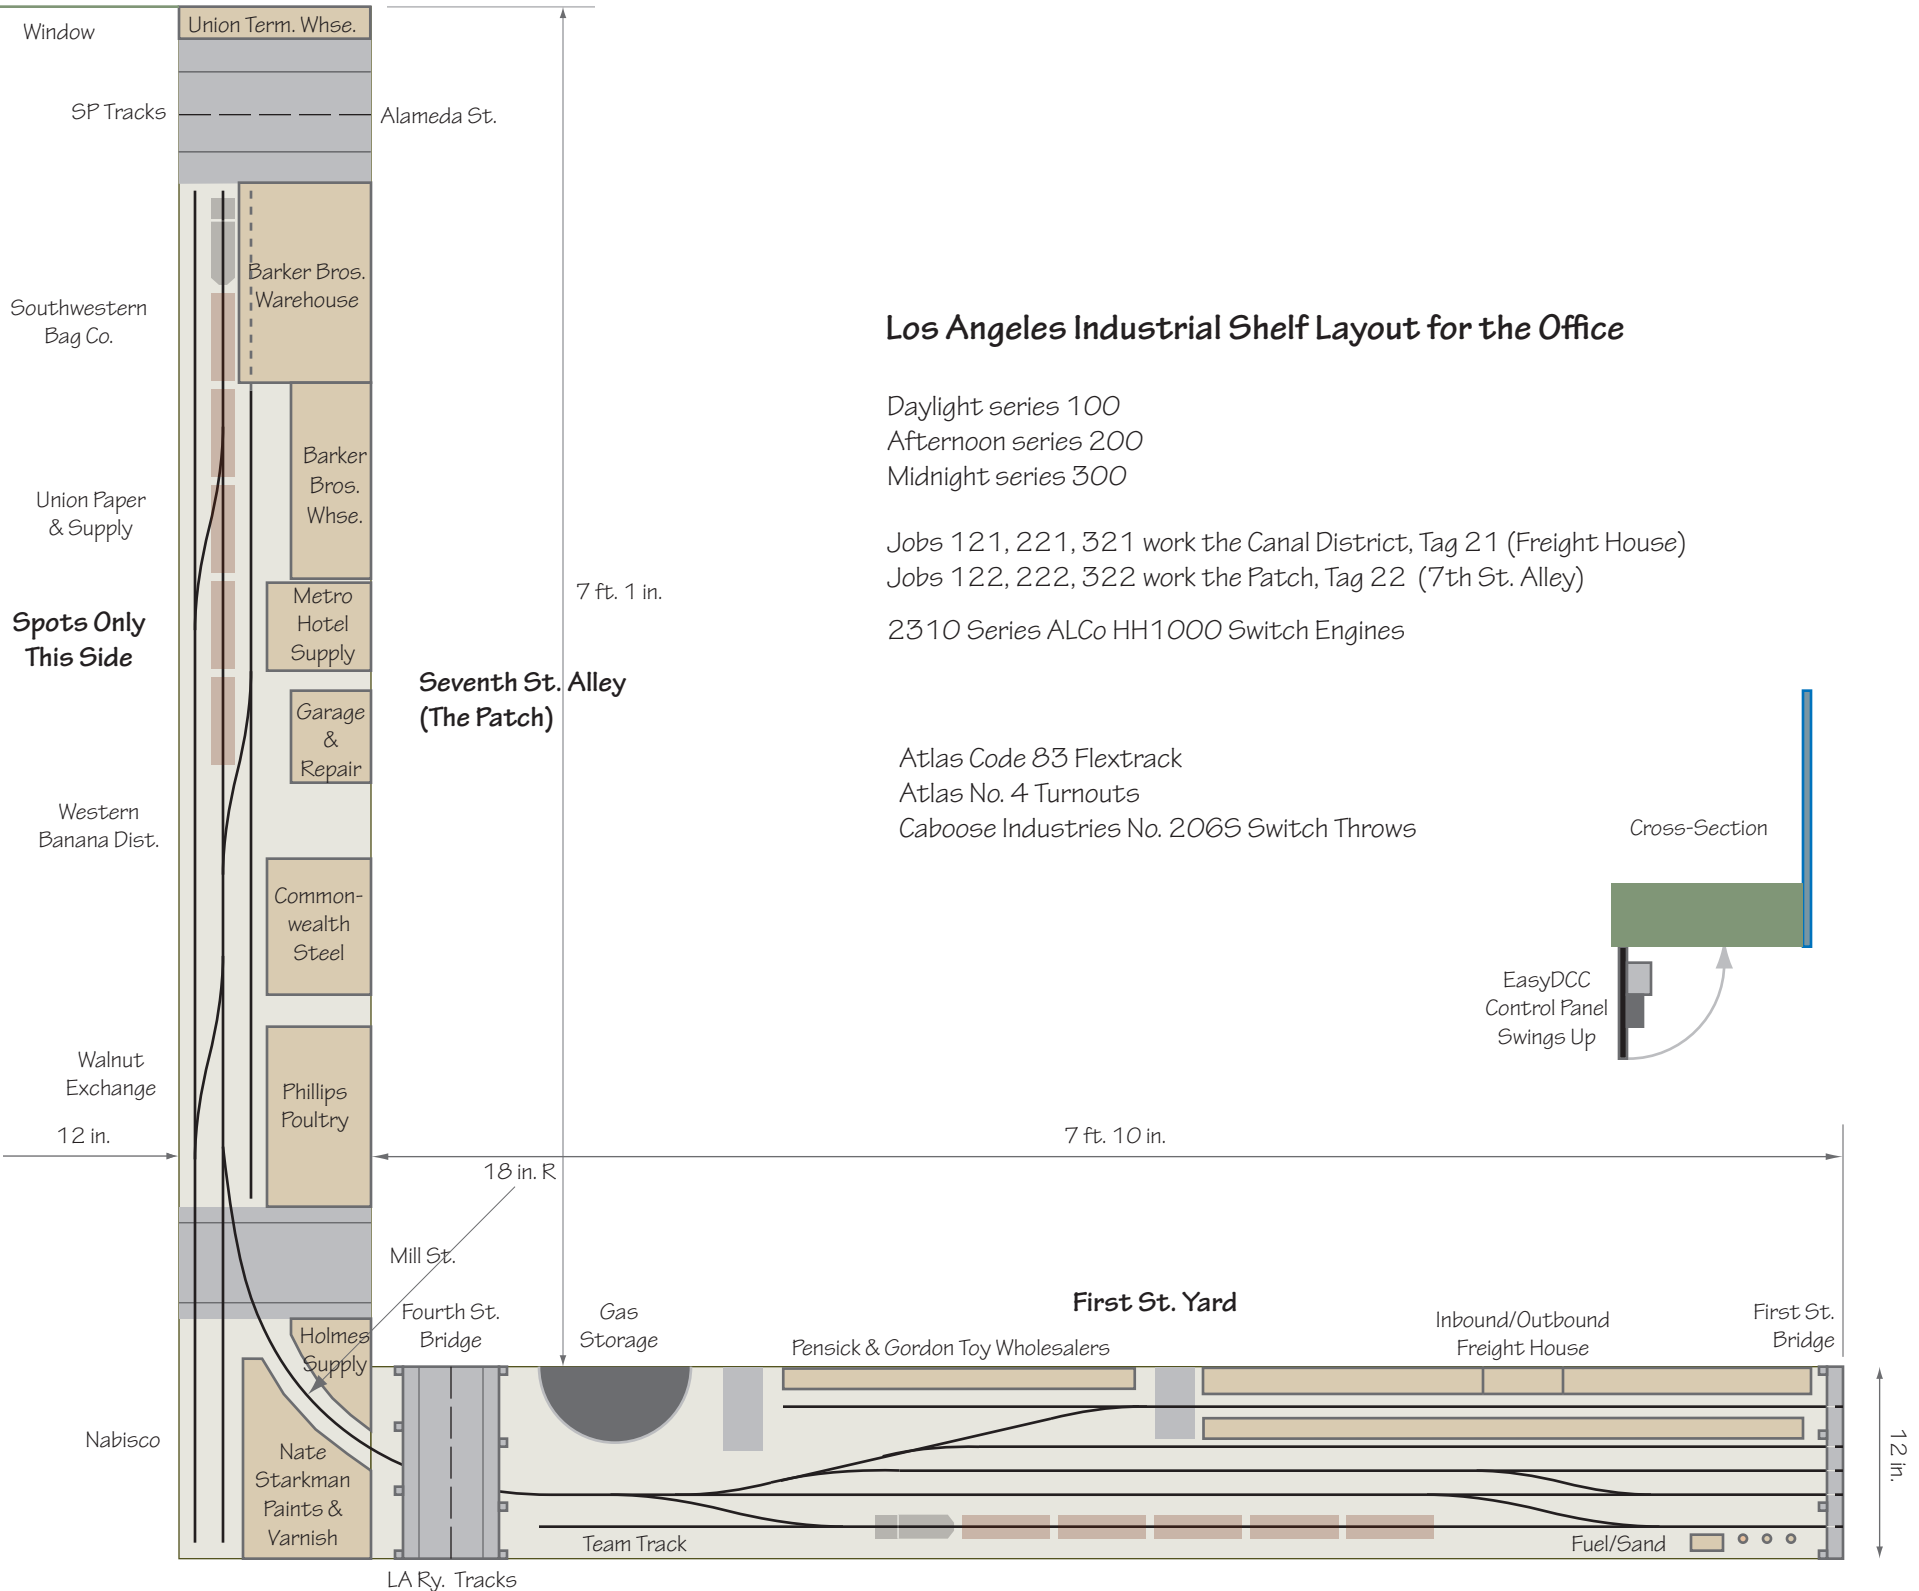 Window
Union Term. Whse.
SP Tracks
Alameda St.
Southwestern
Bag Co.
Barker Bros.
Warehouse
Union Paper
& Supply
Barker
Bros.
Whse.
Spots Only
This Side
Metro
Hotel
Supply
Garage
&
Repair
Seventh St. Alley
(The Patch)
7 ft. 1 in.
Western
Banana Dist.
Common-
wealth
Steel
Walnut
Exchange
Phillips
Poultry
12 in.
18 in. R
7 ft. 10 in.
Los Angeles Industrial Shelf Layout for the Office
Daylight series 100
Afternoon series 200
Midnight series 300
Jobs 121, 221, 321 work the Canal District, Tag 21 (Freight House)
Jobs 122, 222, 322 work the Patch, Tag 22 (7th St. Alley)
2310 Series ALCo HH1000 Switch Engines
Atlas Code 83 Flextrack
Atlas No. 4 Turnouts
Caboose Industries No. 206S Switch Throws
Cross-Section
EasyDCC
Control Panel
Swings Up
Mill St.
Holmes
Supply
Fourth St.
Bridge
Gas
Storage
First St. Yard
Pensick & Gordon Toy Wholesalers
Inbound/Outbound
Freight House
First St.
Bridge
Nabisco
Nate
Starkman
Paints &
Varnish
Team Track
Fuel/Sand
12 in.
LA Ry. Tracks